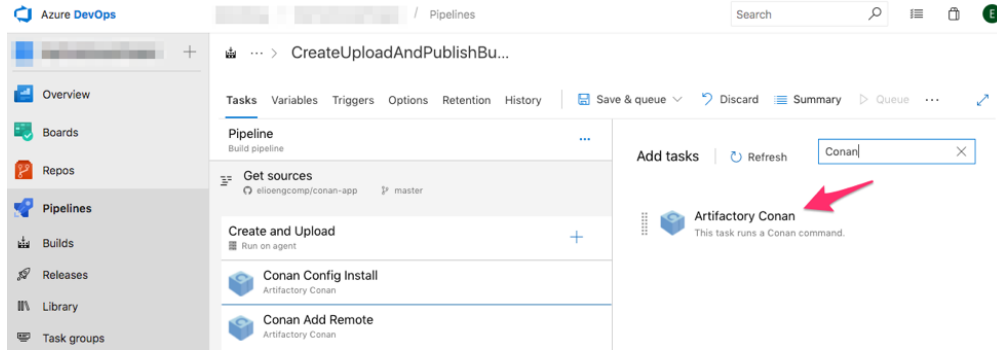 Azure DevOps
/ Pipelines
Search
E
CreateUploadAndPublishBu...
Overview
Boards
Repos
Pipelines
Builds
Releases
Library
Task groups
Tasks Variables Triggers Options Retention History Save & queue Discard Summary Queue ...
Pipeline
Build pipeline
Get sources
elioengcomp/conan-app master
Create and Upload
Run on agent
Conan Config Install
Artifactory Conan
Conan Add Remote
Artifactory Conan
Add tasks Refresh Conan
Artifactory Conan
This task runs a Conan command.